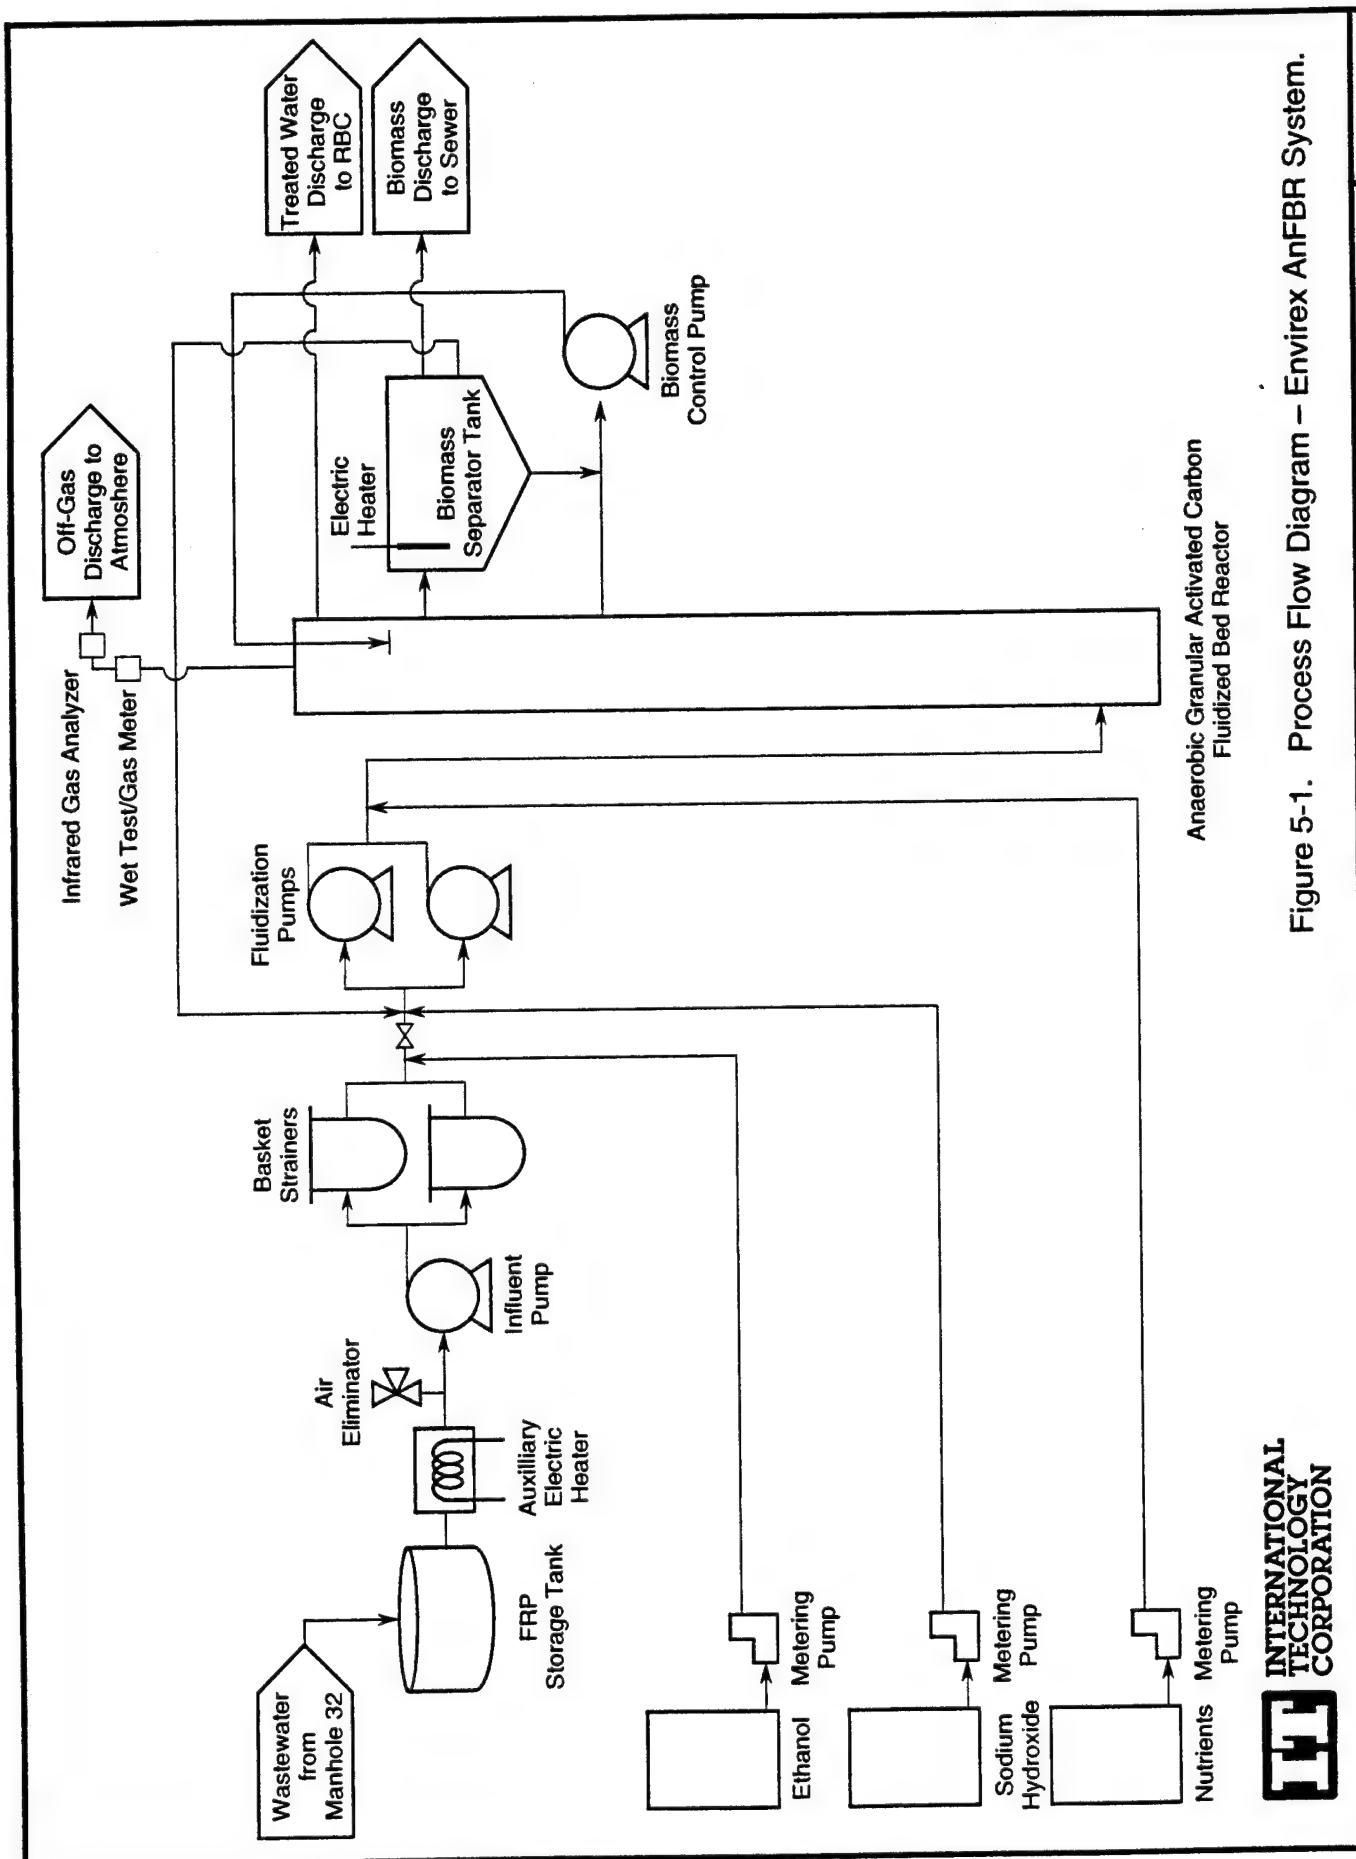 Wastewater
from
Manhole 32
FRP
Storage Tank
Auxilliary
Electric
Heater
Air
Eliminator
Influent
Pump
Basket
Strainers
Fluidization
Pumps
Infrared Gas Analyzer
Wet Test/Gas Meter
Off-Gas
Discharge to
Atmoshere
Treated Water
Discharge
to RBC
Biomass
Discharge
to Sewer
Electric
Heater
Biomass
Separator Tank
Biomass
Control Pump
Anaerobic Granular Activated Carbon
Fluidized Bed Reactor
Ethanol
Metering
Pump
Sodium
Hydroxide
Metering
Pump
Nutrients
Metering
Pump
INTERNATIONAL
TECHNOLOGY
CORPORATION
Figure 5-1. Process Flow Diagram – Envirex AnFBR System.